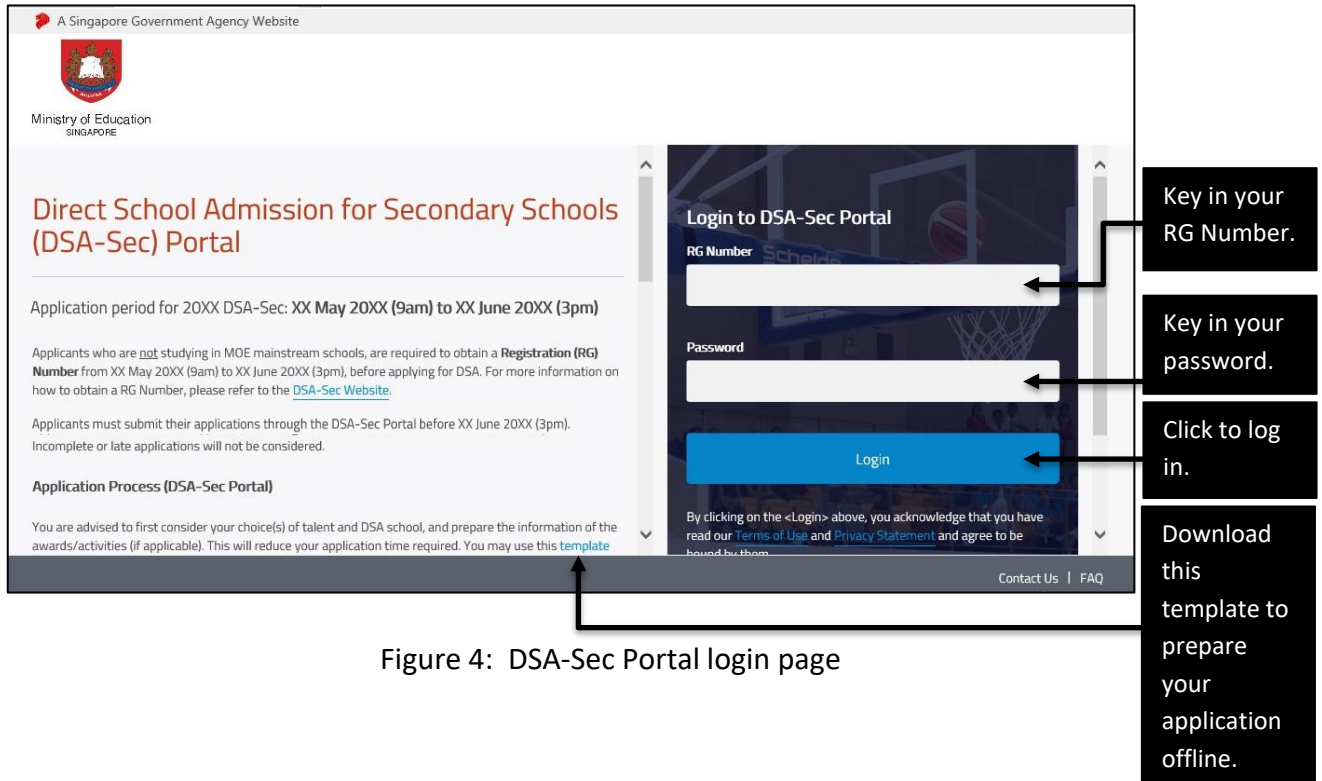 A Singapore Government Agency Website
Ministry of Education
SINGAPORE
Direct School Admission for Secondary Schools
(DSA-Sec) Portal
Application period for 20XX DSA-Sec: XX May 20XX (9am) to XX June 20XX (3pm)
Applicants who are not studying in MOE mainstream schools, are required to obtain a Registration (RG)
Number from XX May 20XX (9am) to XX June 20XX (3pm), before applying for DSA. For more information on
how to obtain a RG Number, please refer to the DSA-Sec Website.
Applicants must submit their applications through the DSA-Sec Portal before XX June 20XX (3pm).
Incomplete or late applications will not be considered.
Application Process (DSA-Sec Portal)
You are advised to first consider your choice(s) of talent and DSA school, and prepare the information of the
awards/activities (if applicable). This will reduce your application time required. You may use this template
Login to DSA-Sec Portal
RG Number
Schelde
Password
Login
By clicking on the <Login> above, you acknowledge that you have
read our Terms of Use and Privacy Statement and agree to be
bound by them
Contact Us | FAQ
Key in your
RG Number.
Key in your
password.
Click to log
in.
Download
this
template to
prepare
your
application
offline.
Figure 4: DSA-Sec Portal login page